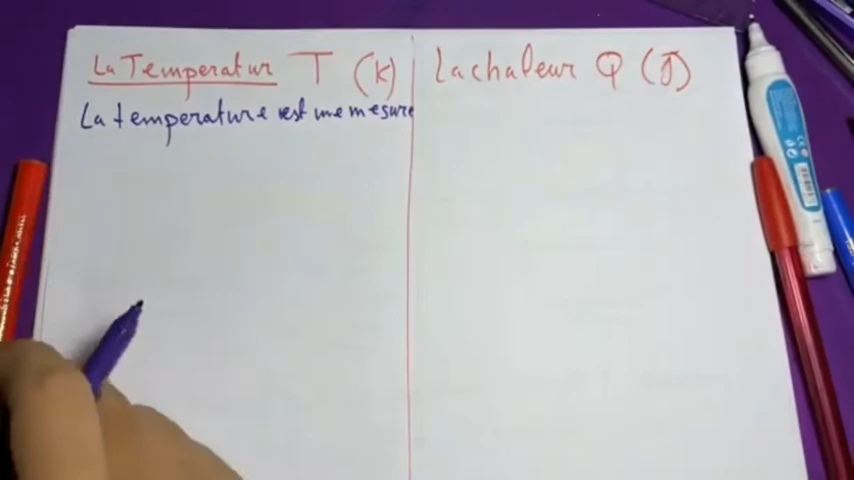 La Temperatur T (K)
La chaleur Q (J)
La temperature est une mesure